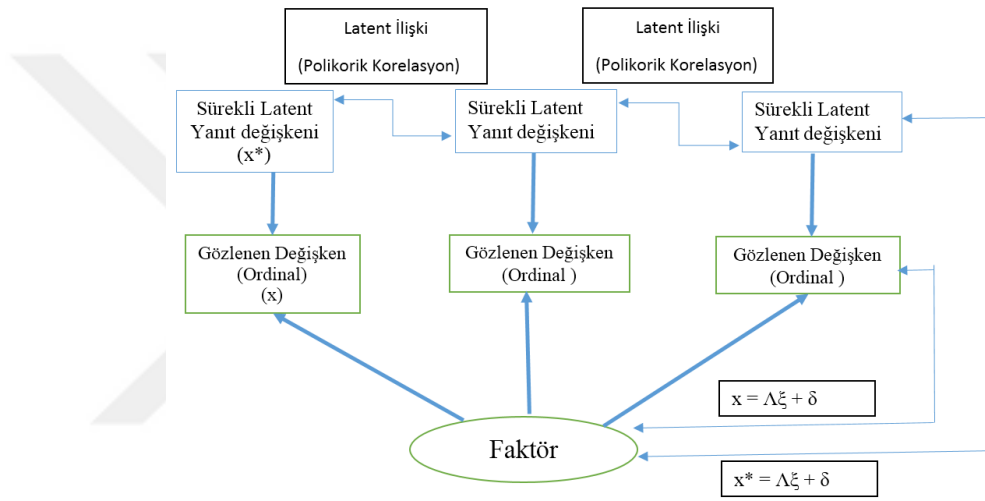 Latent İlişki
(Polikorik Korelasyon)
Latent İlişki
(Polikorik Korelasyon)
Sürekli Latent
Yanıt değişkeni
(x*)
Sürekli Latent
Yanıt değişkeni
Sürekli Latent
Yanıt değişkeni
Gözlenen Değişken
(Ordinal)
(x)
Gözlenen Değişken
(Ordinal )
Gözlenen Değişken
(Ordinal )
x = Λξ + δ
Faktör
x* = Λξ + δ